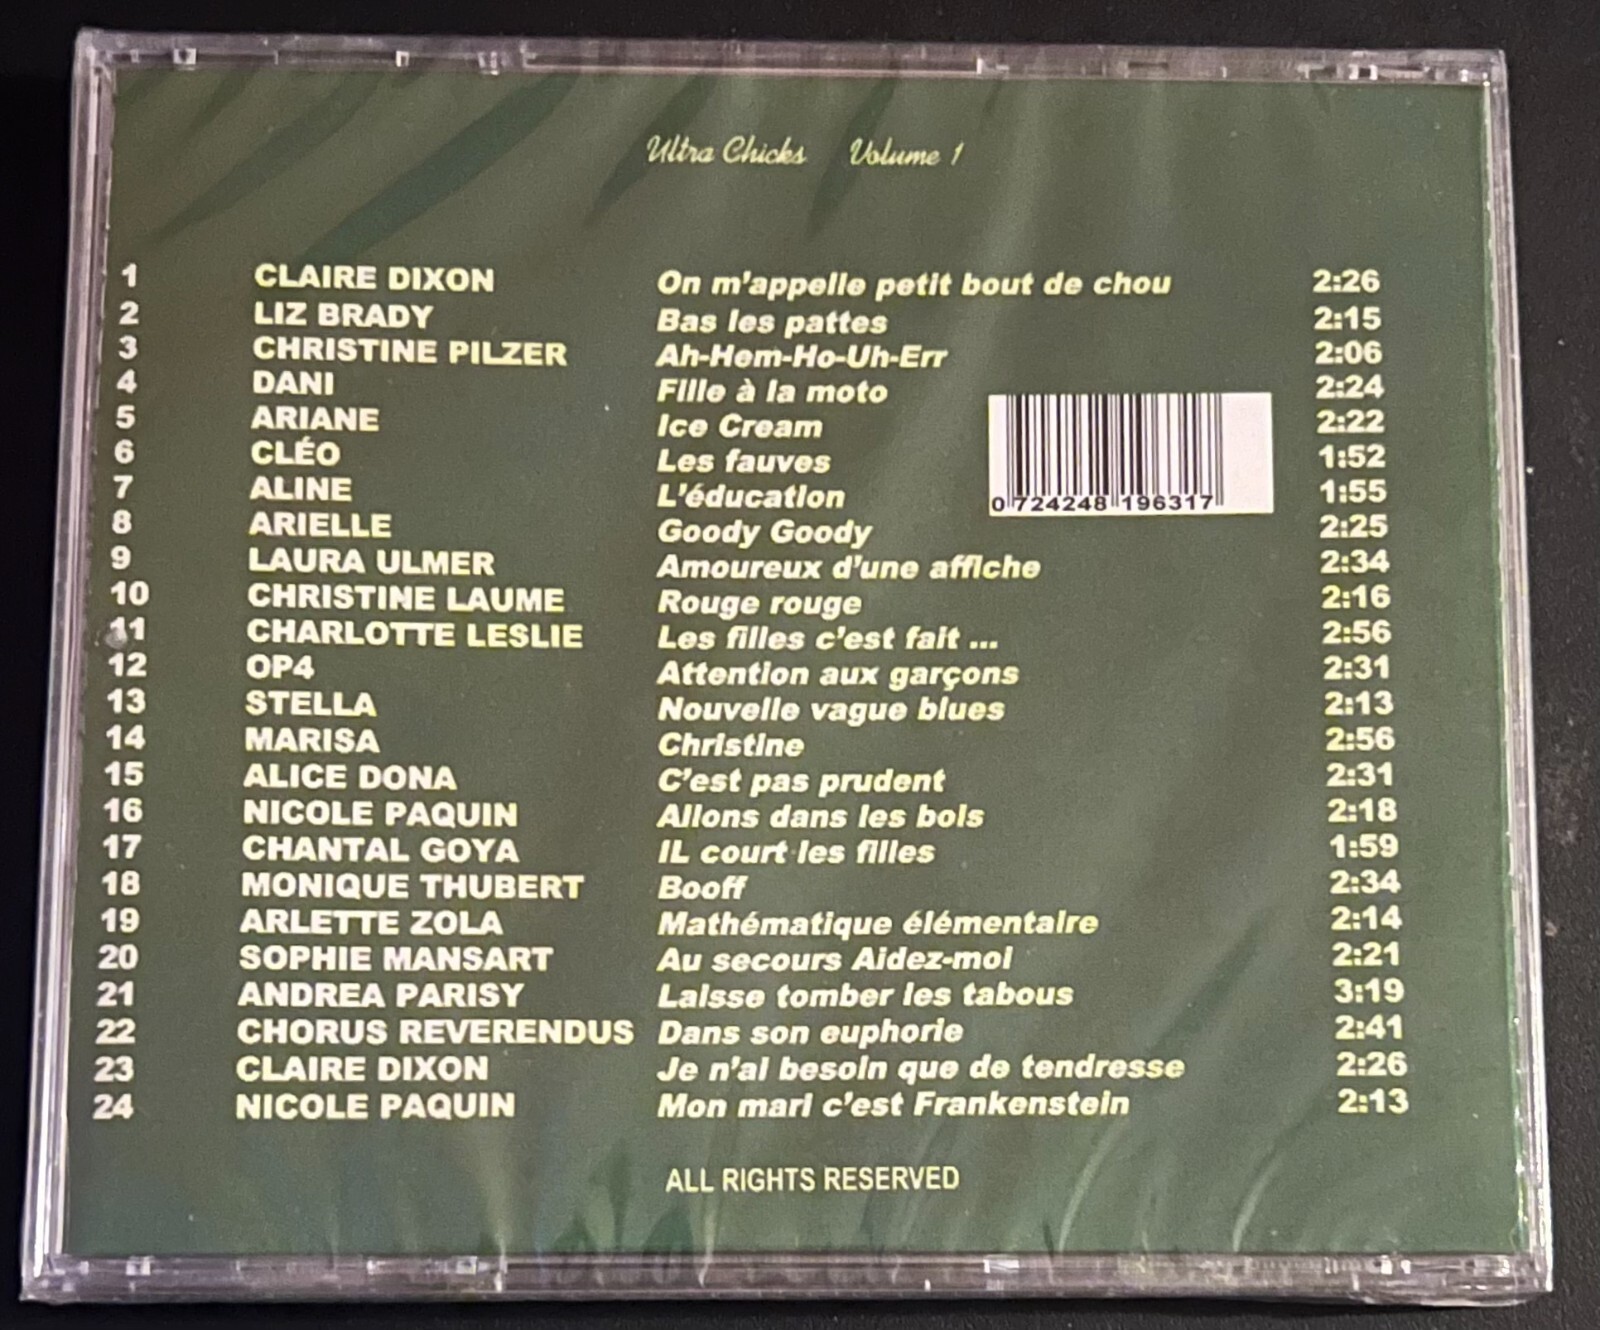 Ultra Chicks Volume 1
1 CLAIRE DIXON On m'appelle petit bout de chou 2:26
2 LIZ BRADY Bas les pattes 2:15
3 CHRISTINE PILZER Ah-Hem-Ho-Uh-Err 2:06
4 DANI Fille à la moto 2:24
5 ARIANE Ice Cream 2:22
6 CLÉO Les fauves 1:52
7 ALINE L'éducation 1:55
0 724248 196317
8 ARIELLE Goody Goody 2:25
9 LAURA ULMER Amoureux d'une affiche 2:34
10 CHRISTINE LAUME Rouge rouge 2:16
11 CHARLOTTE LESLIE Les filles c'est fait ... 2:56
12 OP4 Attention aux garçons 2:31
13 STELLA Nouvelle vague blues 2:13
14 MARISA Christine 2:56
15 ALICE DONA C'est pas prudent 2:31
16 NICOLE PAQUIN Allons dans les bois 2:18
17 CHANTAL GOYA IL court les filles 1:59
18 MONIQUE THUBERT Booff 2:34
19 ARLETTE ZOLA Mathématique élémentaire 2:14
20 SOPHIE MANSART Au secours Aidez-moi 2:21
21 ANDREA PARISY Laisse tomber les tabous 3:19
22 CHORUS REVERENDUS Dans son euphorie 2:41
23 CLAIRE DIXON Je n'ai besoin que de tendresse 2:26
24 NICOLE PAQUIN Mon mari c'est Frankenstein 2:13
ALL RIGHTS RESERVED